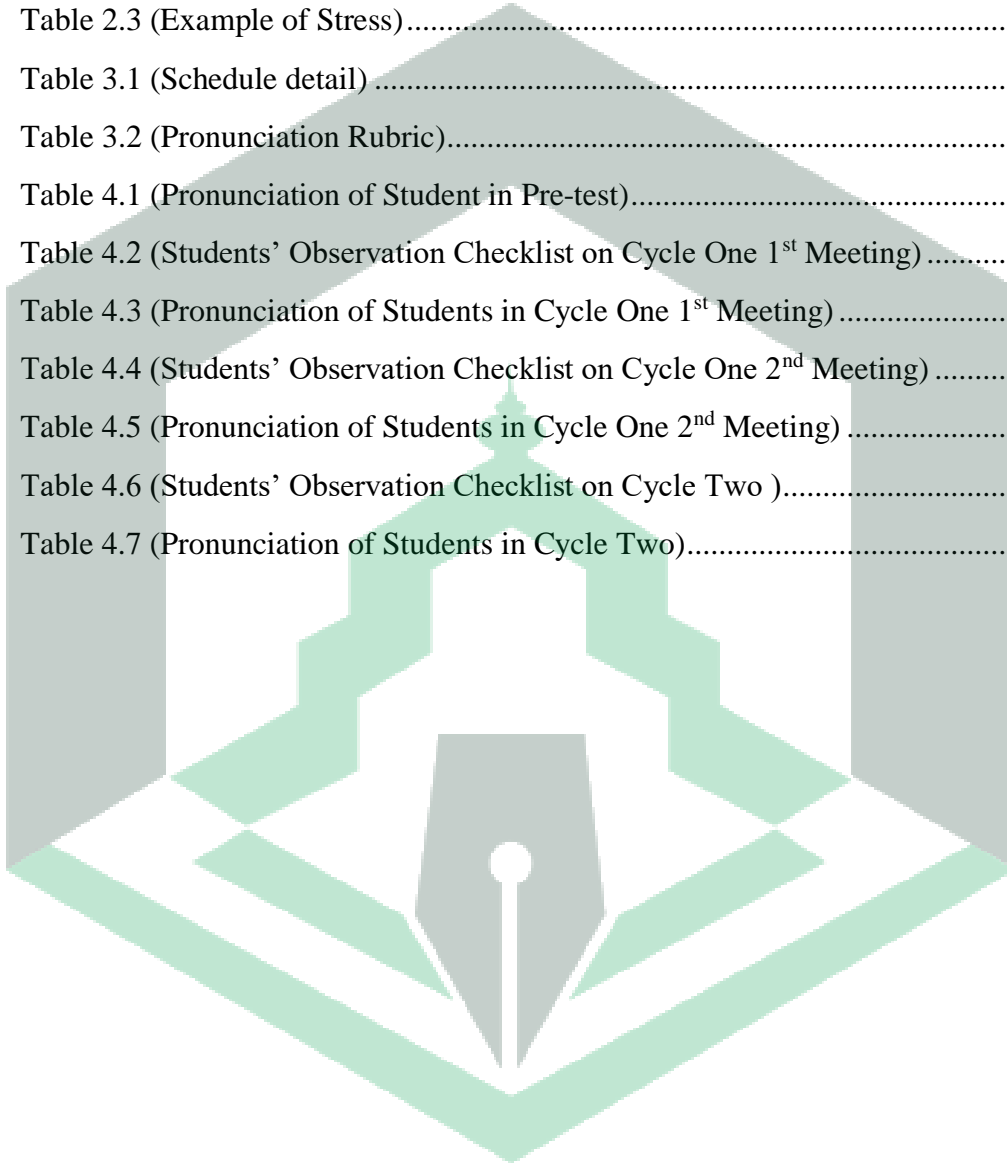 Table 2.3 (Example of Stress)..........................................................................
Table 3.1 (Schedule detail) ..............................................................................
Table 3.2 (Pronunciation Rubric).....................................................................
Table 4.1 (Pronunciation of Student in Pre-test)..............................................
Table 4.2 (Students’ Observation Checklist on Cycle One 1st Meeting) ..........
Table 4.3 (Pronunciation of Students in Cycle One 1st Meeting) ....................
Table 4.4 (Students’ Observation Checklist on Cycle One 2nd Meeting) .........
Table 4.5 (Pronunciation of Students in Cycle One 2nd Meeting) ...................
Table 4.6 (Students’ Observation Checklist on Cycle Two )...........................
Table 4.7 (Pronunciation of Students in Cycle Two).......................................